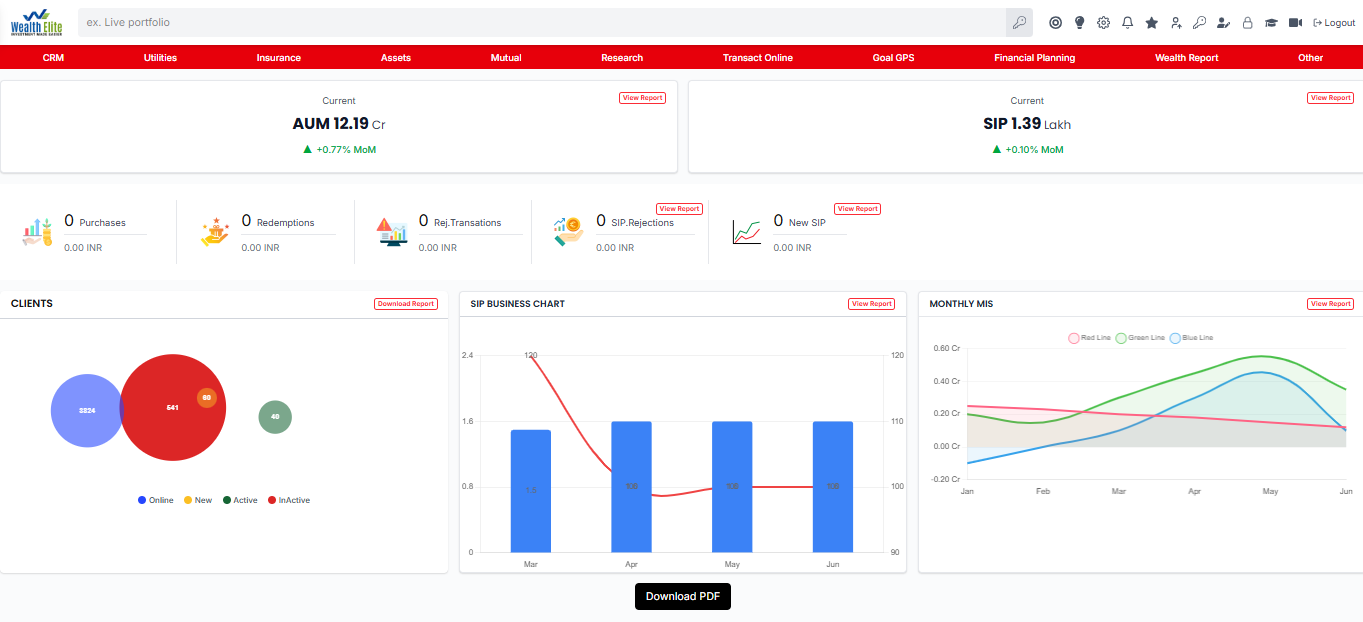 Wealth Elite
INVESTMENT MADE EASIER
ex. Live portfolio
Logout
CRM Utilities Insurance Assets Mutual Research Transact Online Goal GPS Financial Planning Wealth Report Other
Current
View Report
AUM 12.19 Cr
▲ +0.77% MoM
Current
View Report
SIP 1.39 Lakh
▲ +0.10% MoM
0 Purchases
0.00 INR
0 Redemptions
0.00 INR
0 Rej.Transations
0.00 INR
View Report
0 SIP.Rejections
0.00 INR
View Report
0 New SIP
0.00 INR
CLIENTS
Download Report
541
60
40
Online New Active InActive
SIP BUSINESS CHART
View Report
2.4
1.6
0.8
0
120
1.5
120
110
100
90
Mar Apr May Jun
MONTHLY MIS
View Report
Red Line Green Line Blue Line
0.60 Cr
0.40 Cr
0.20 Cr
0.00 Cr
-0.20 Cr
Jan Feb Mar Apr May Jun
Download PDF